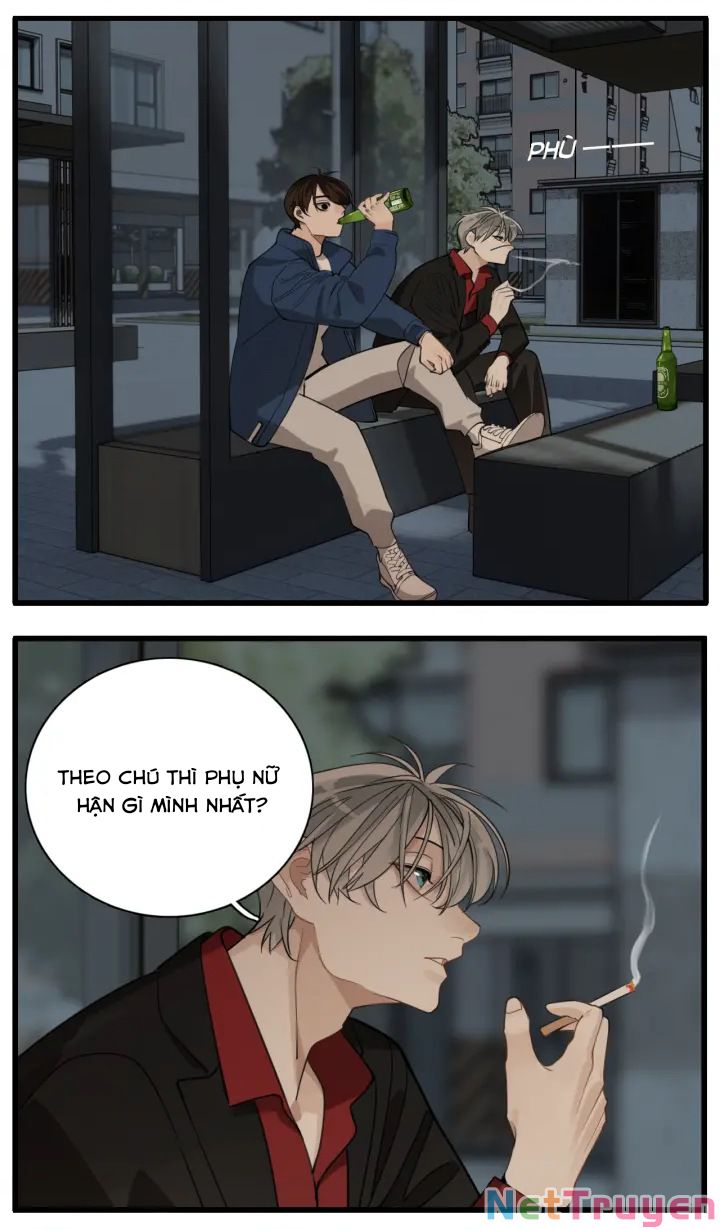 PHÙ
THEO CHÚ THÌ PHỤ NỮ
HẬN GÌ MÌNH NHẤT?
NetTruyen